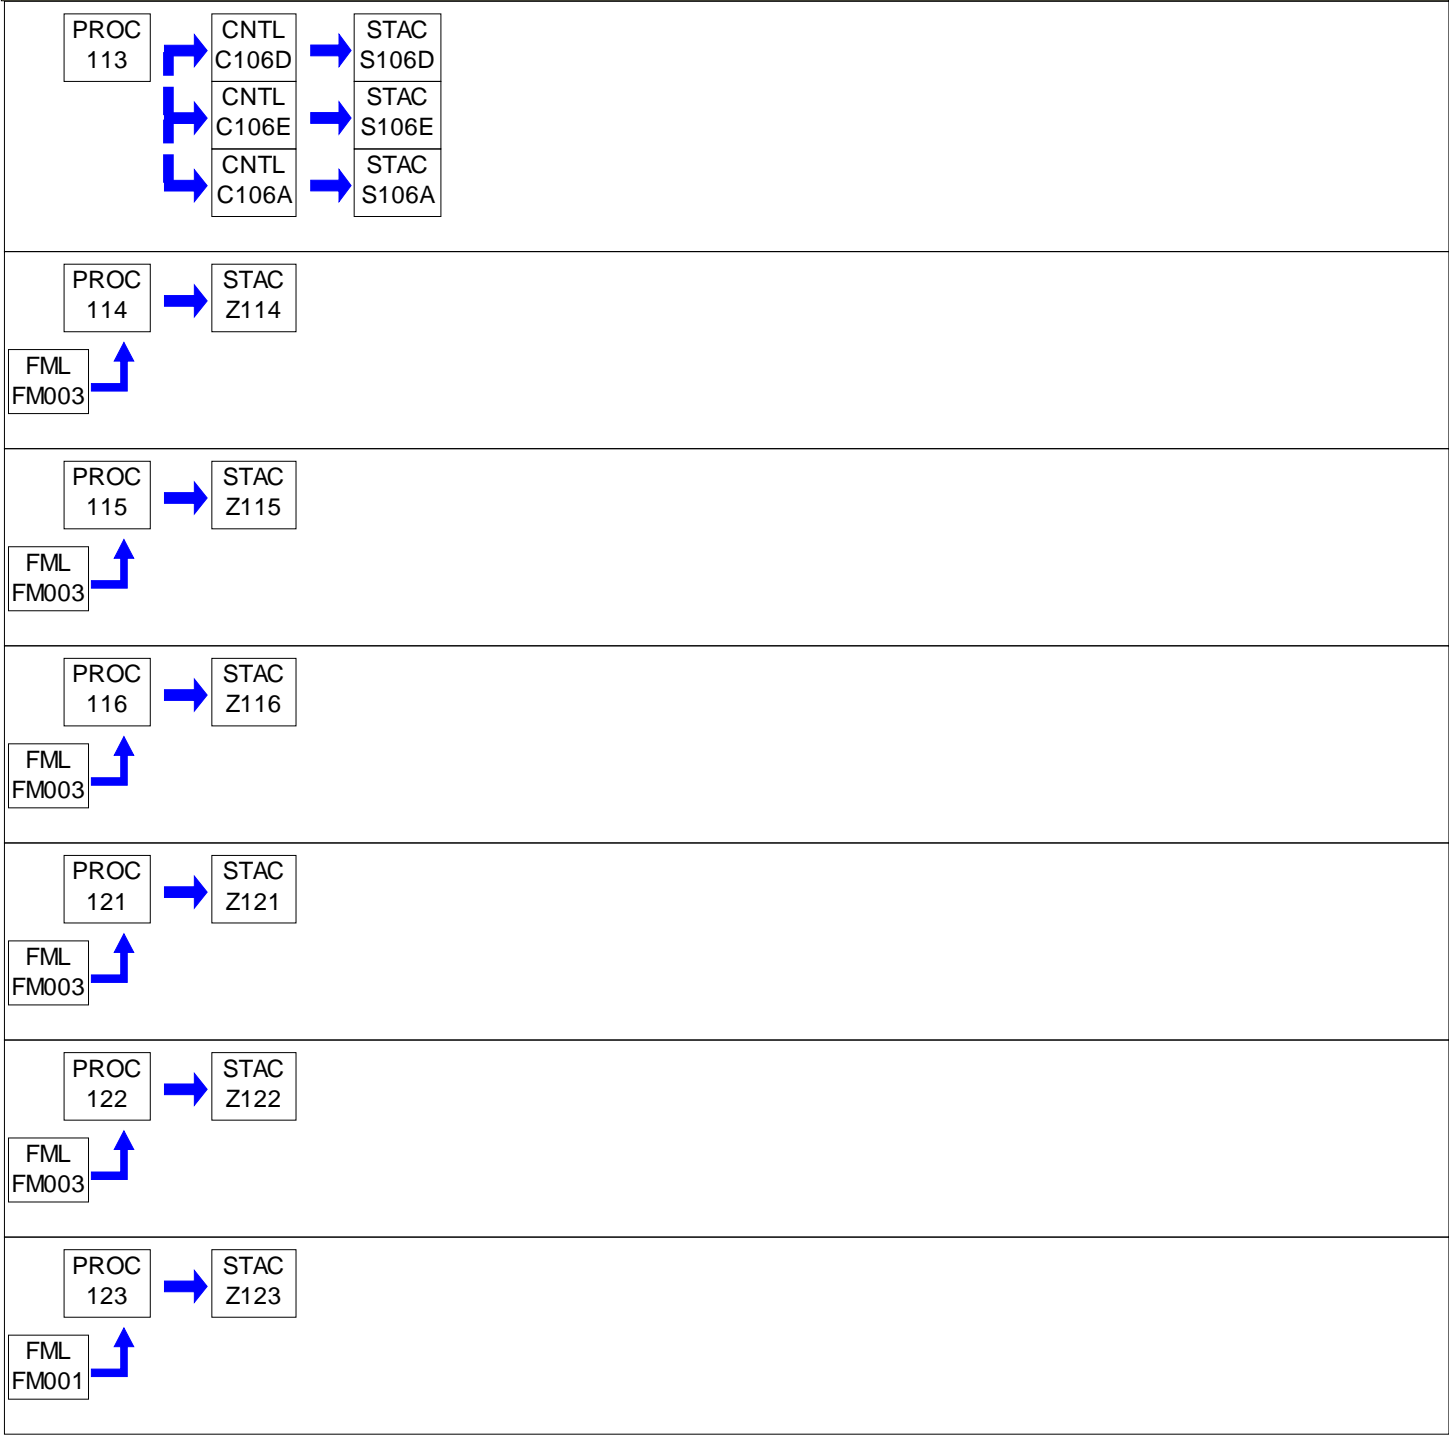 PROC
113
CNTL
C106D
STAC
S106D
CNTL
C106E
STAC
S106E
CNTL
C106A
STAC
S106A
PROC
114
STAC
Z114
FML
FM003
PROC
115
STAC
Z115
FML
FM003
PROC
116
STAC
Z116
FML
FM003
PROC
121
STAC
Z121
FML
FM003
PROC
122
STAC
Z122
FML
FM003
PROC
123
STAC
Z123
FML
FM001